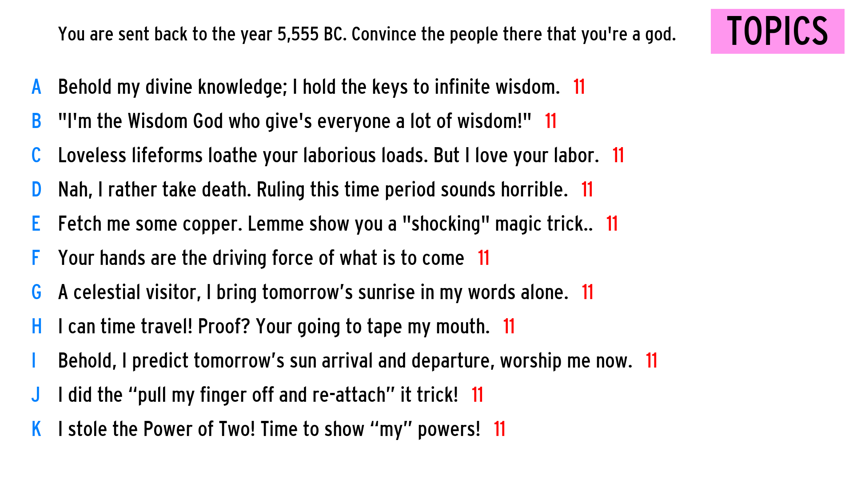 You are sent back to the year 5,555 BC. Convince the people there that you're a god. TOPICS
A Behold my divine knowledge; I hold the keys to infinite wisdom. 11
B "I'm the Wisdom God who give's everyone a lot of wisdom!" 11
C Loveless lifeforms loathe your laborious loads. But I love your labor. 11
D Nah, I rather take death. Ruling this time period sounds horrible. 11
E Fetch me some copper. Lemme show you a "shocking" magic trick.. 11
F Your hands are the driving force of what is to come 11
G A celestial visitor, I bring tomorrow’s sunrise in my words alone. 11
H I can time travel! Proof? Your going to tape my mouth. 11
I Behold, I predict tomorrow’s sun arrival and departure, worship me now. 11
J I did the “pull my finger off and re-attach” it trick! 11
K I stole the Power of Two! Time to show “my” powers! 11